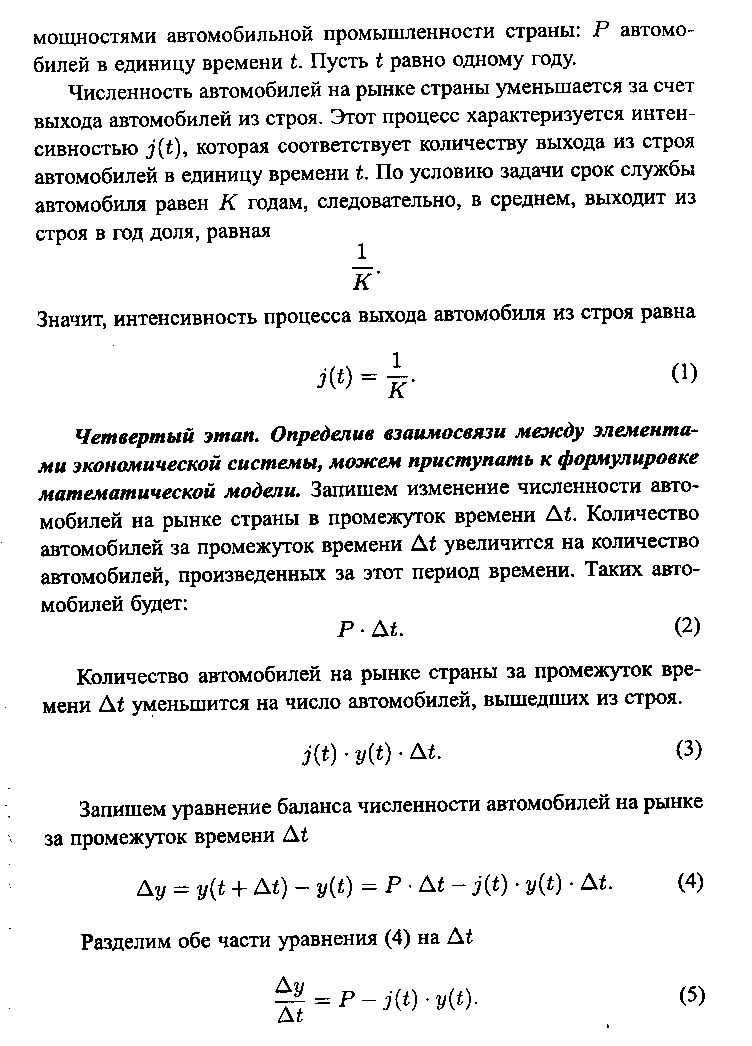 мощностями автомобильной промышленности страны: P автомо-
билей в единицу времени t. Пусть t равно одному году.
Численность автомобилей на рынке страны уменьшается за счет
выхода автомобилей из строя. Этот процесс характеризуется интен-
сивностью j(t), которая соответствует количеству выхода из строя
автомобилей в единицу времени t. По условию задачи срок службы
автомобиля равен K годам, следовательно, в среднем, выходит из
строя в год доля, равная
1/K.
Значит, интенсивность процесса выхода автомобиля из строя равна
j(t) = 1/K. (1)
Четвертый этап. Определив взаимосвязи между элемента-
ми экономической системы, можем приступать к формулировке
математической модели. Запишем изменение численности авто-
мобилей на рынке страны в промежуток времени Δt. Количество
автомобилей за промежуток времени Δt увеличится на количество
автомобилей, произведенных за этот период времени. Таких авто-
мобилей будет:
P · Δt. (2)
Количество автомобилей на рынке страны за промежуток вре-
мени Δt уменьшится на число автомобилей, вышедших из строя.
j(t) · y(t) · Δt. (3)
Запишем уравнение баланса численности автомобилей на рынке
за промежуток времени Δt
Δy = y(t + Δt) − y(t) = P · Δt − j(t) · y(t) · Δt. (4)
Разделим обе части уравнения (4) на Δt
Δy/Δt = P − j(t) · y(t). (5)